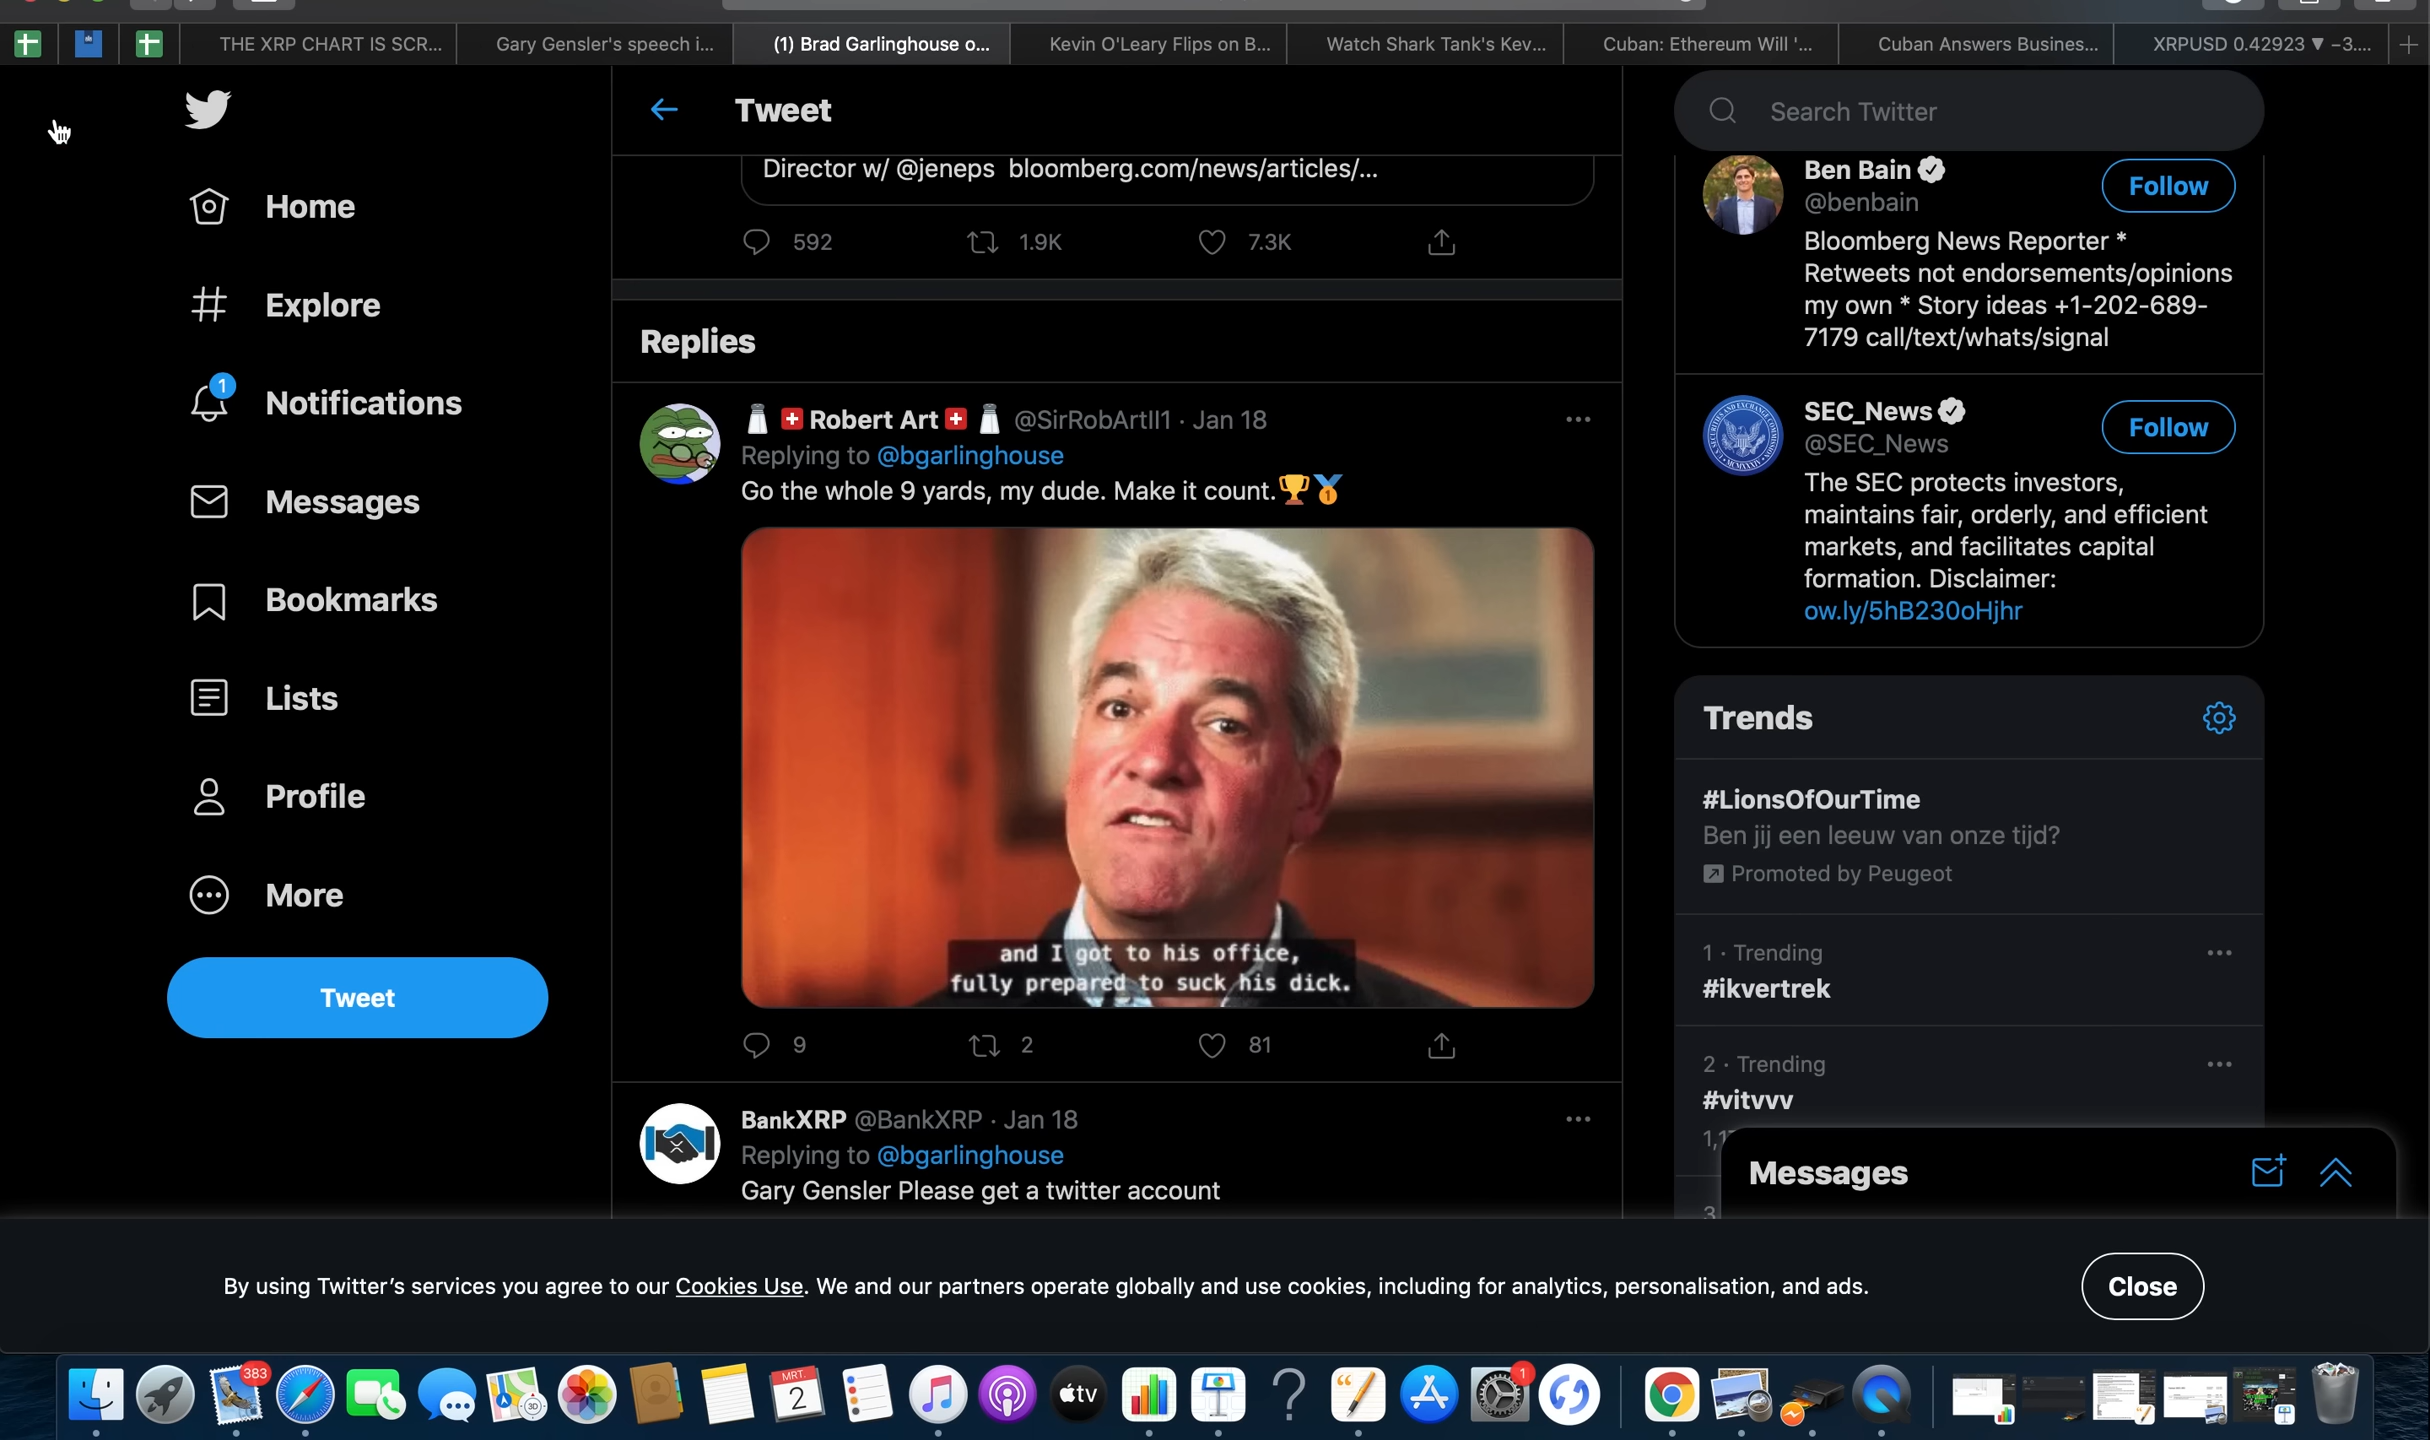 THE XRP CHART IS SCR...
Gary Gensler's speech i...
(1) Brad Garlinghouse o...
Kevin O'Leary Flips on B...
Watch Shark Tank's Kev...
Cuban: Ethereum Will '...
Cuban Answers Busines...
XRPUSD 0.42923 ▼ −3....
Home
Explore
1
Notifications
Messages
Bookmarks
Lists
Profile
More
Tweet
Tweet
Director w/ @jeneps bloomberg.com/news/articles/...
592
1.9K
7.3K
Replies
Robert Art @SirRobArtII1 · Jan 18
Replying to @bgarlinghouse
Go the whole 9 yards, my dude. Make it count.🏆🥇
and I got to his office,
fully prepared to suck his dick.
9
2
81
BankXRP @BankXRP · Jan 18
Replying to @bgarlinghouse
Gary Gensler Please get a twitter account
Search Twitter
Ben Bain
@benbain
Follow
Bloomberg News Reporter *
Retweets not endorsements/opinions
my own * Story ideas +1-202-689-
7179 call/text/whats/signal
SEC_News
@SEC_News
Follow
The SEC protects investors,
maintains fair, orderly, and efficient
markets, and facilitates capital
formation. Disclaimer:
ow.ly/5hB230oHjhr
Trends
#LionsOfOurTime
Ben jij een leeuw van onze tijd?
Promoted by Peugeot
1 · Trending
#ikvertrek
2 · Trending
#vitvvv
3
Messages
By using Twitter's services you agree to our Cookies Use. We and our partners operate globally and use cookies, including for analytics, personalisation, and ads.
Close
383
3D
MRT.
2
tv
1